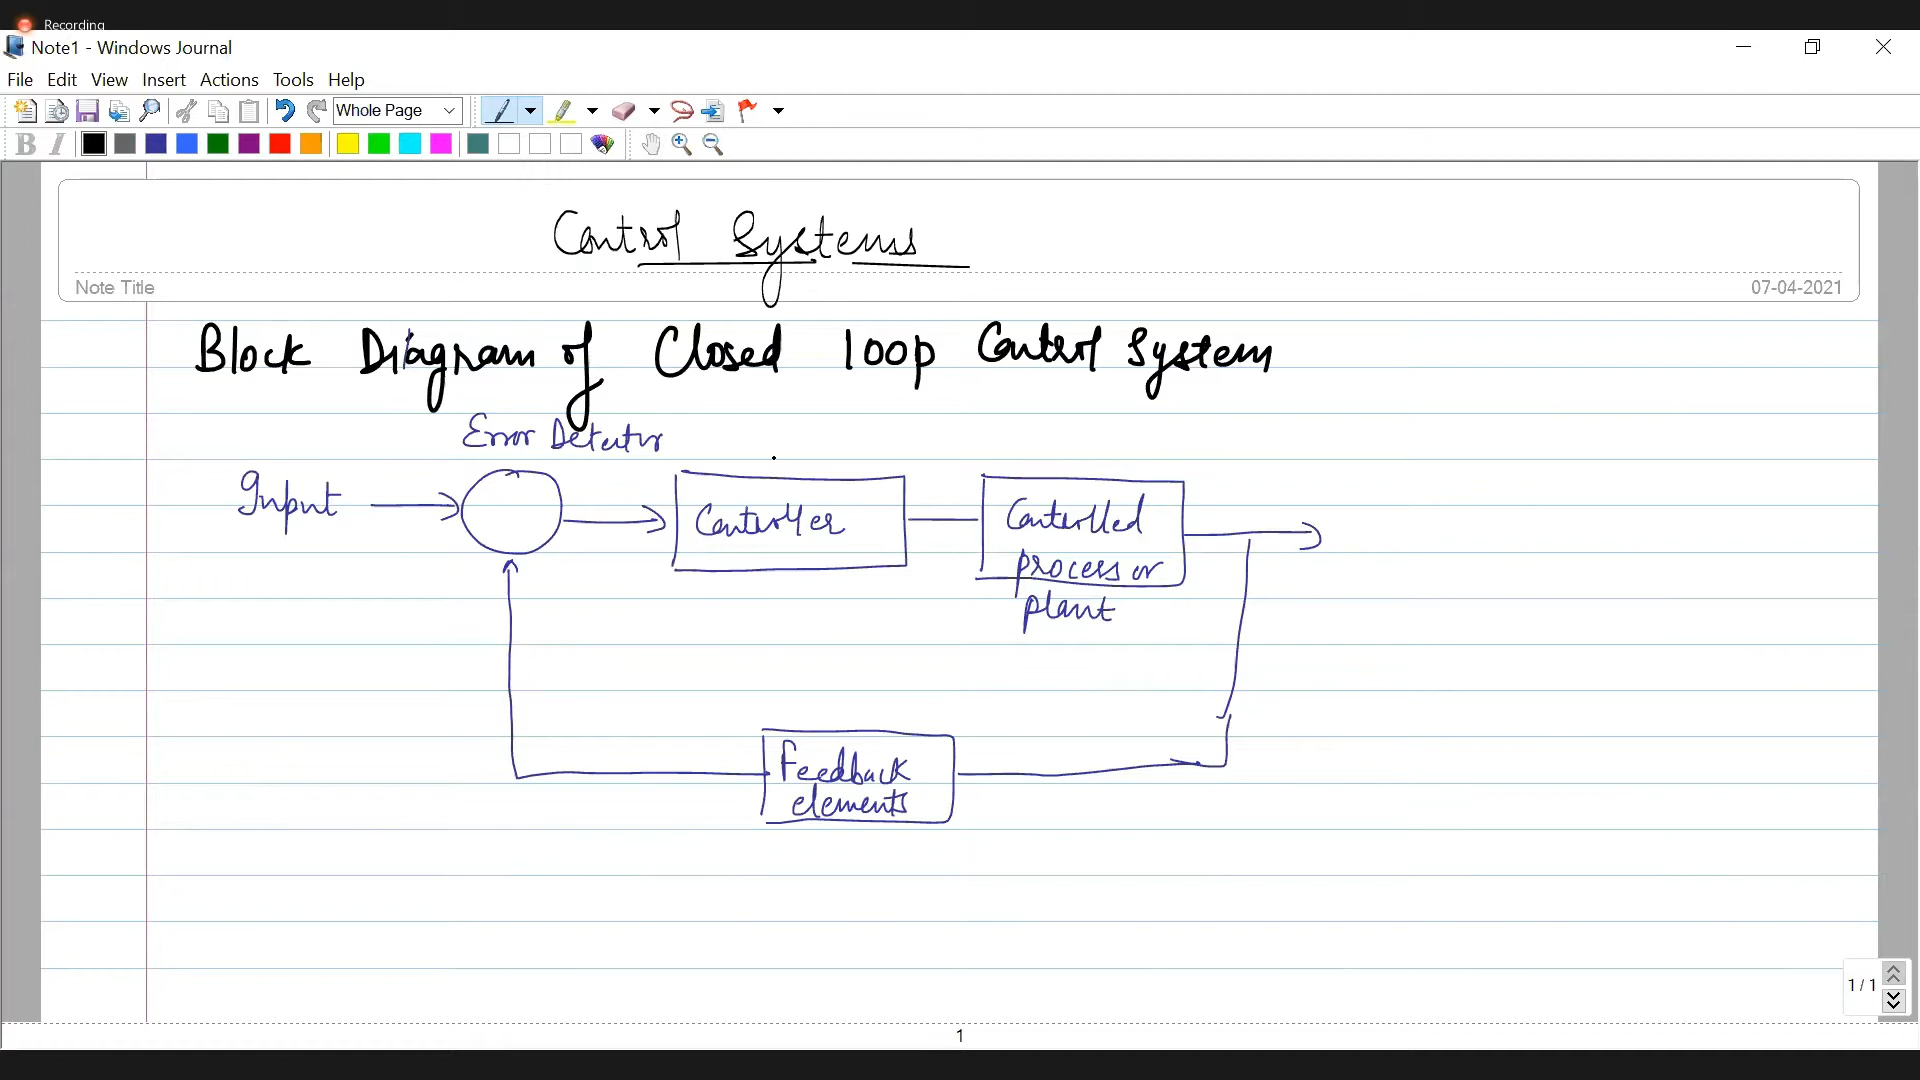 Recording
Note1 - Windows Journal
File Edit View Insert Actions Tools Help
Whole Page
B I
Control Systems
Note Title
07-04-2021
Block Diagram of Closed loop Control System
Error Detector
Input
Controller
Controlled
process or
plant
Feedback
elements
1 / 1
1